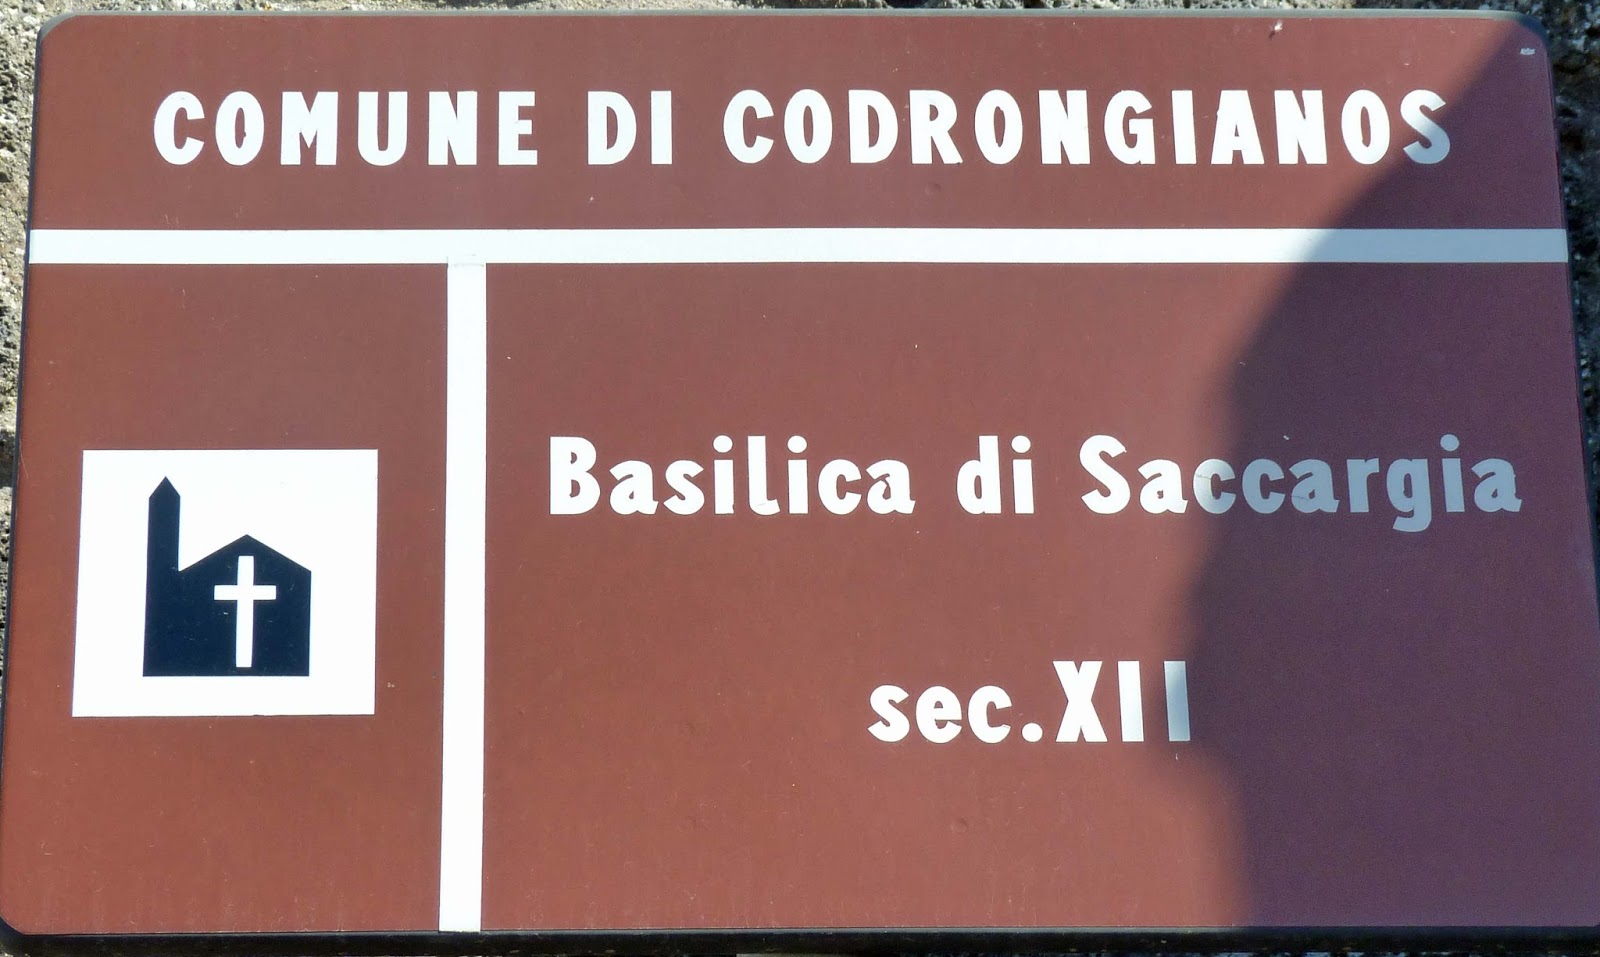 COMUNE DI CODRONGIANOS
Basilica di Saccargia
sec.XII